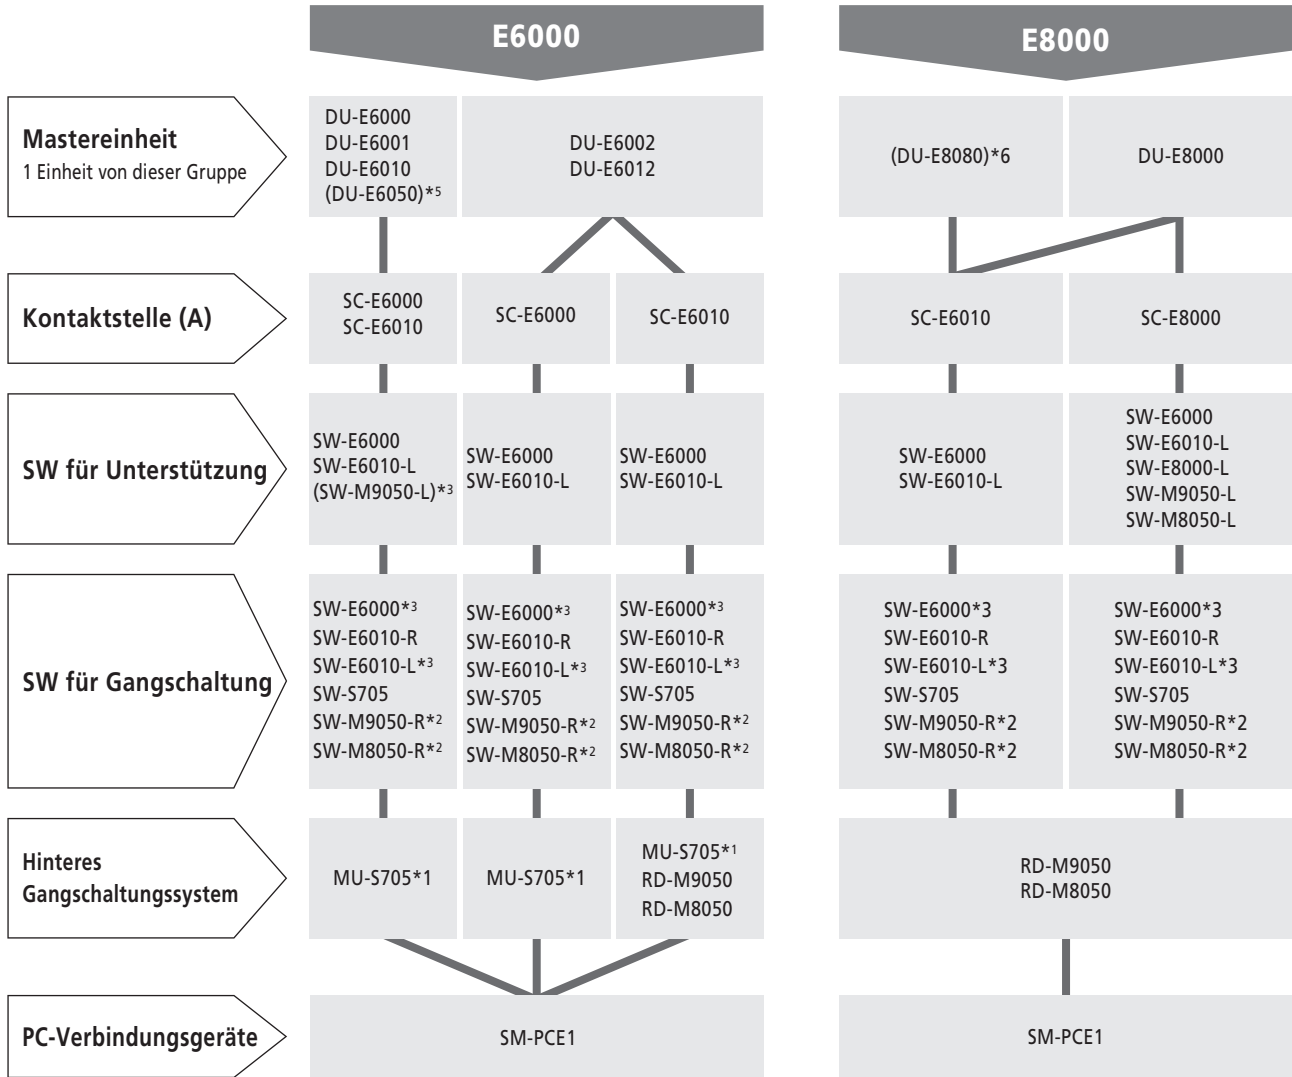 E6000
E8000
Mastereinheit
1 Einheit von dieser Gruppe
DU-E6000
DU-E6001
DU-E6010
(DU-E6050)*5
DU-E6002
DU-E6012
(DU-E8080)*6
DU-E8000
Kontaktstelle (A)
SC-E6000
SC-E6010
SC-E6000
SC-E6010
SC-E6010
SC-E8000
SW für Unterstützung
SW-E6000
SW-E6010-L
(SW-M9050-L)*3
SW-E6000
SW-E6010-L
SW-E6000
SW-E6010-L
SW-E6000
SW-E6010-L
SW-E6000
SW-E6010-L
SW-E8000-L
SW-M9050-L
SW-M8050-L
SW für Gangschaltung
SW-E6000*3
SW-E6010-R
SW-E6010-L*3
SW-S705
SW-M9050-R*2
SW-M8050-R*2
SW-E6000*3
SW-E6010-R
SW-E6010-L*3
SW-S705
SW-M9050-R*2
SW-M8050-R*2
SW-E6000*3
SW-E6010-R
SW-E6010-L*3
SW-S705
SW-M9050-R*2
SW-M8050-R*2
SW-E6000*3
SW-E6010-R
SW-E6010-L*3
SW-S705
SW-M9050-R*2
SW-M8050-R*2
SW-E6000*3
SW-E6010-R
SW-E6010-L*3
SW-S705
SW-M9050-R*2
SW-M8050-R*2
Hinteres
Gangschaltungssystem
MU-S705*1
MU-S705*1
MU-S705*1
RD-M9050
RD-M8050
RD-M9050
RD-M8050
PC-Verbindungsgeräte
SM-PCE1
SM-PCE1